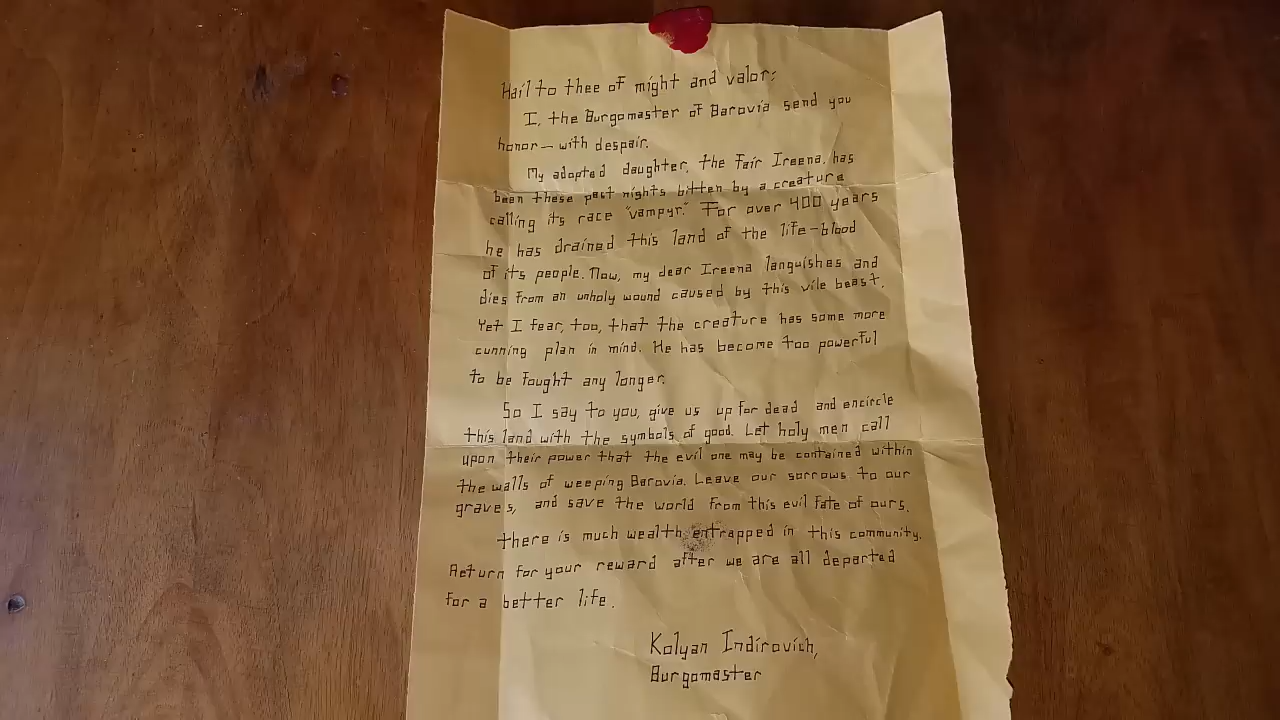 Hail to thee of might and valor:
I, the Burgomaster of Barovia send you
honor – with despair.
My adopted daughter, the Fair Ireena, has
been these past nights bitten by a creature
calling its race "vampyr." For over 400 years
he has drained this land of the life-blood
of its people. Now, my dear Ireena languishes and
dies from an unholy wound caused by this vile beast.
Yet I fear, too, that the creature has some more
cunning plan in mind. He has become too powerful
to be fought any longer.
So I say to you, give us up for dead and encircle
this land with the symbols of good. Let holy men call
upon their power that the evil one may be contained within
the walls of weeping Barovia. Leave our sorrows to our
graves, and save the world from this evil fate of ours.
There is much wealth entrapped in this community.
Return for your reward after we are all departed
for a better life.
Kolyan Indirovich,
Burgomaster